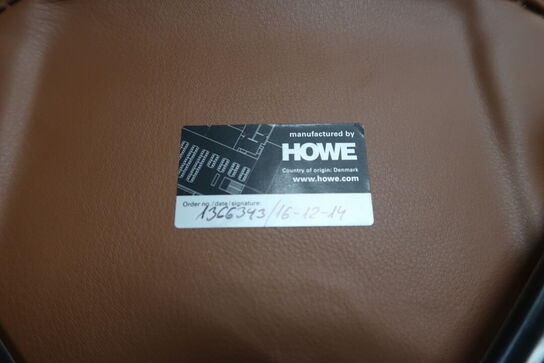 manufactured by
HOWE
Country of origin: Denmark
www.howe.com
Order no./date/signature:
1366343/16-12-14